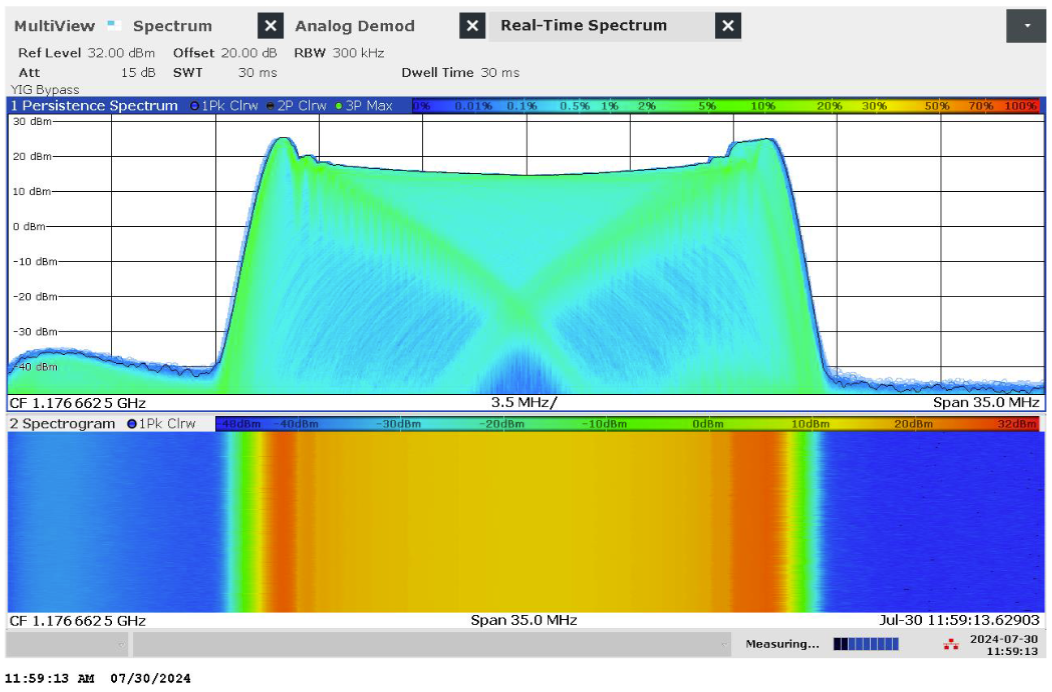 MultiView Spectrum Analog Demod Real-Time Spectrum
Ref Level 32.00 dBm Offset 20.00 dB RBW 300 kHz
Att 15 dB SWT 30 ms Dwell Time 30 ms
YIG Bypass
1 Persistence Spectrum 1Pk Clrw 2P Clrw 3P Max 0% 0.01% 0.1% 0.5% 1% 2% 5% 10% 20% 30% 50% 70% 100%
30 dBm
20 dBm
10 dBm
0 dBm
-10 dBm
-20 dBm
-30 dBm
-40 dBm
CF 1.1766625 GHz 3.5 MHz/ Span 35.0 MHz
2 Spectrogram 1Pk Clrw -48dBm -40dBm -30dBm -20dBm -10dBm 0dBm 10dBm 20dBm 32dBm
CF 1.1766625 GHz Span 35.0 MHz Jul-30 11:59:13.62903
Measuring... 2024-07-30
11:59:13
11:59:13 AM 07/30/2024